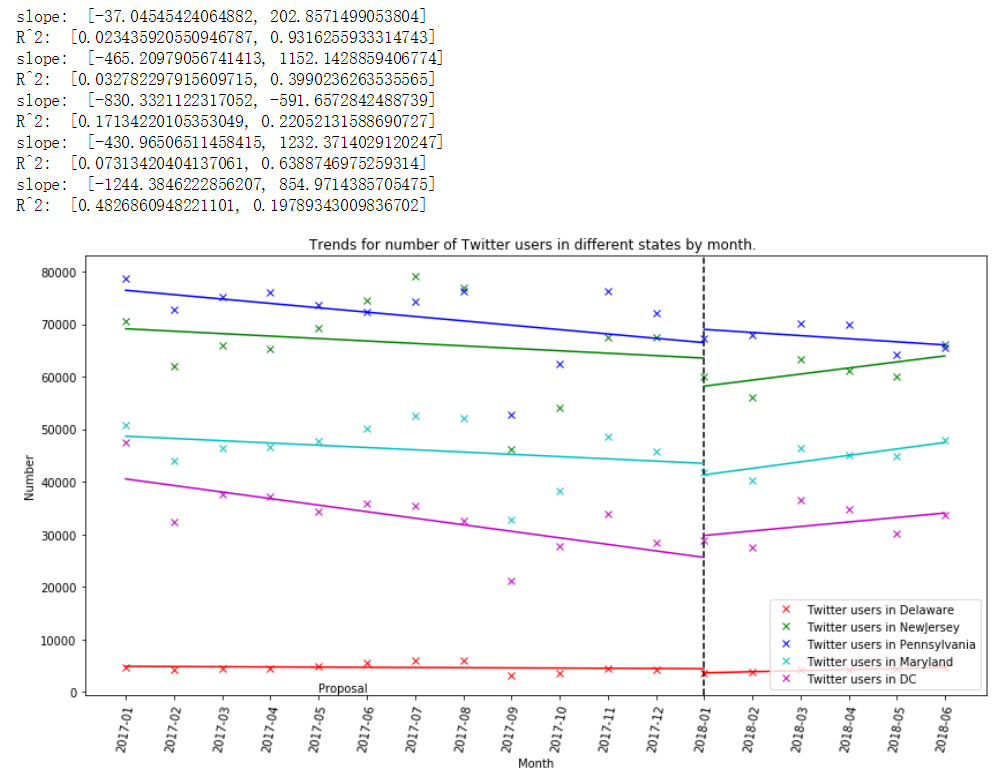 slope:  [-37.04545424064882, 202.8571499053804]
R^2:  [0.023435920550946787, 0.9316255933314743]
slope:  [-465.20979056741413, 1152.1428859406774]
R^2:  [0.032782297915609715, 0.3990236263535565]
slope:  [-830.3321122317052, -591.6572842488739]
R^2:  [0.17134220105353049, 0.22052131588690727]
slope:  [-430.96506511458415, 1232.3714029120247]
R^2:  [0.07313420404137061, 0.6388746975259314]
slope:  [-1244.3846222856207, 854.9714385705475]
R^2:  [0.4826860948221101, 0.19789343009836702]
Trends for number of Twitter users in different states by month.
80000
70000
60000
50000
40000
30000
20000
10000
0
Number
Twitter users in Delaware
Twitter users in NewJersey
Twitter users in Pennsylvania
Twitter users in Maryland
Twitter users in DC
Proposal
2017-01
2017-02
2017-03
2017-04
2017-05
2017-06
2017-07
2017-08
2017-09
2017-10
2017-11
2017-12
2018-01
2018-02
2018-03
2018-04
2018-05
2018-06
Month